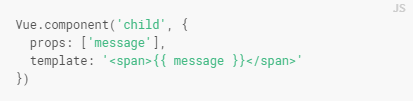 JS
Vue.component('child', {
  props: ['message'],
  template: '<span>{{ message }}</span>'
})